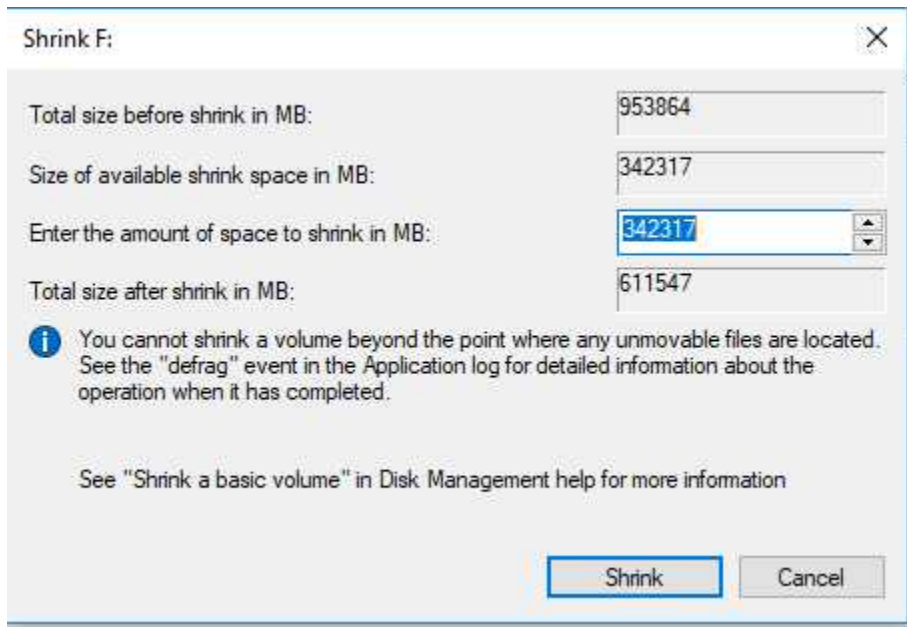 Shrink F:
Total size before shrink in MB: 953864
Size of available shrink space in MB: 342317
Enter the amount of space to shrink in MB: 342317
Total size after shrink in MB: 611547
You cannot shrink a volume beyond the point where any unmovable files are located.
See the "defrag" event in the Application log for detailed information about the
operation when it has completed.
See "Shrink a basic volume" in Disk Management help for more information
Shrink Cancel